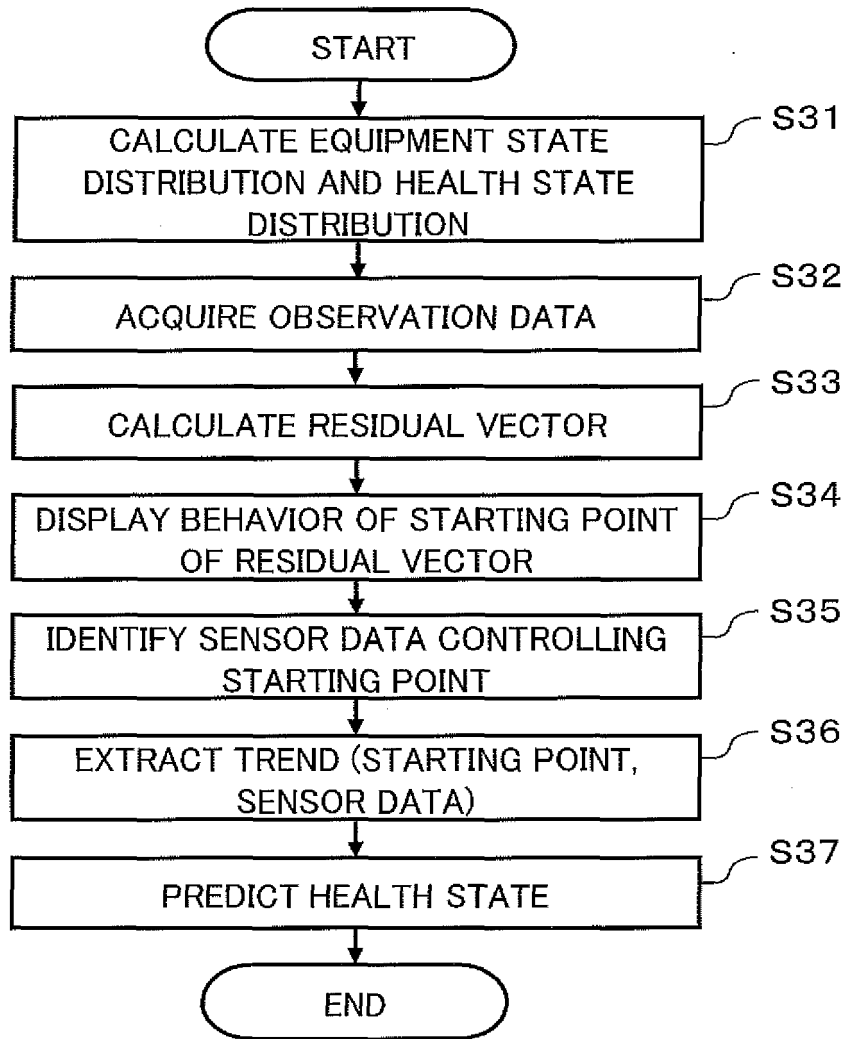 START
S31
CALCULATE EQUIPMENT STATE
DISTRIBUTION AND HEALTH STATE
DISTRIBUTION
S32
ACQUIRE OBSERVATION DATA
S33
CALCULATE RESIDUAL VECTOR
S34
DISPLAY BEHAVIOR OF STARTING POINT
OF RESIDUAL VECTOR
S35
IDENTIFY SENSOR DATA CONTROLLING
STARTING POINT
S36
EXTRACT TREND (STARTING POINT,
SENSOR DATA)
S37
PREDICT HEALTH STATE
END